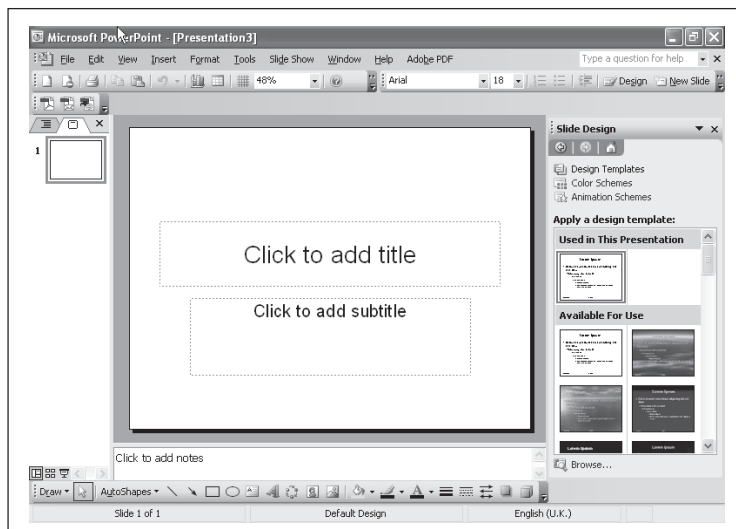 Microsoft PowerPoint - [Presentation3]
File Edit View Insert Format Tools Slide Show Window Help Adobe PDF Type a question for help
48% Arial 18 Design New Slide
1
Slide Design
Design Templates
Color Schemes
Animation Schemes
Apply a design template:
Used in This Presentation
Available For Use
Click to add title
Click to add subtitle
Click to add notes
Browse...
Draw AutoShapes
Slide 1 of 1 Default Design English (U.K.)